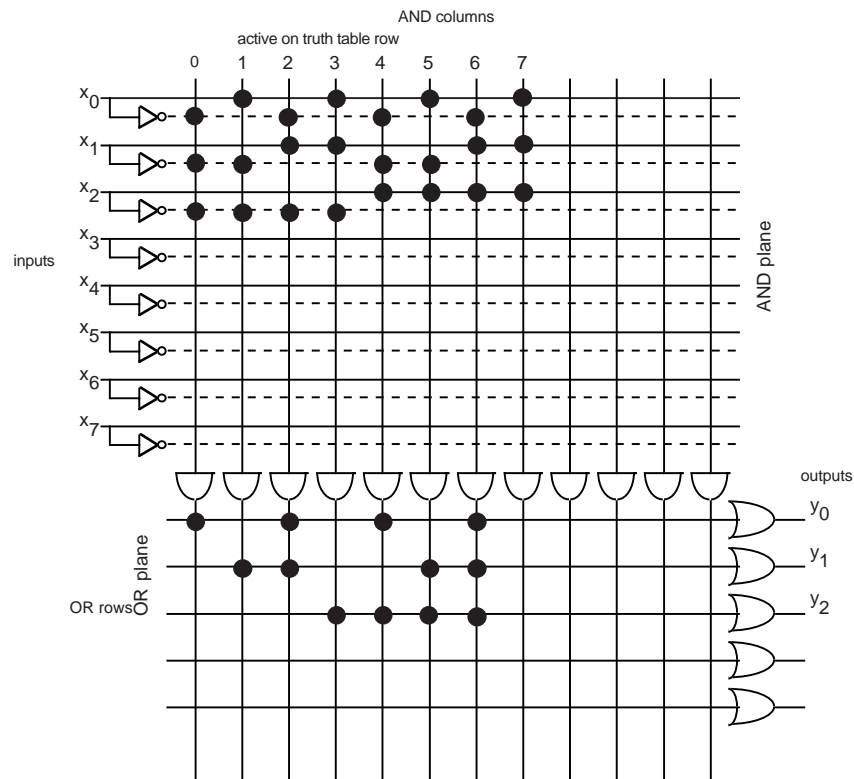 AND columns
active on truth table row
0 1 2 3 4 5 6 7
x0
x1
x2
x3
inputs
x4
x5
x6
x7
AND plane
outputs
y0
y1
y2
OR plane
OR rows